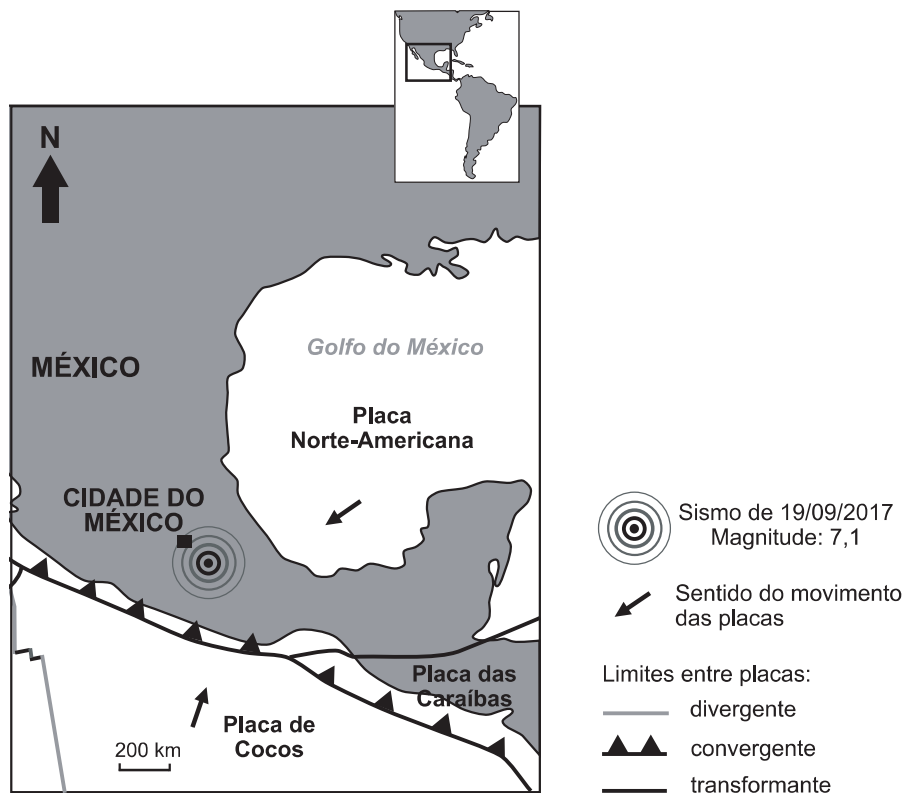 N
MÉXICO
Golfo do México
Placa
Norte-Americana
CIDADE DO
MÉXICO
Placa das
Caraíbas
Placa de
Cocos
200 km
Sismo de 19/09/2017
Magnitude: 7,1
Sentido do movimento
das placas
Limites entre placas:
divergente
convergente
transformante